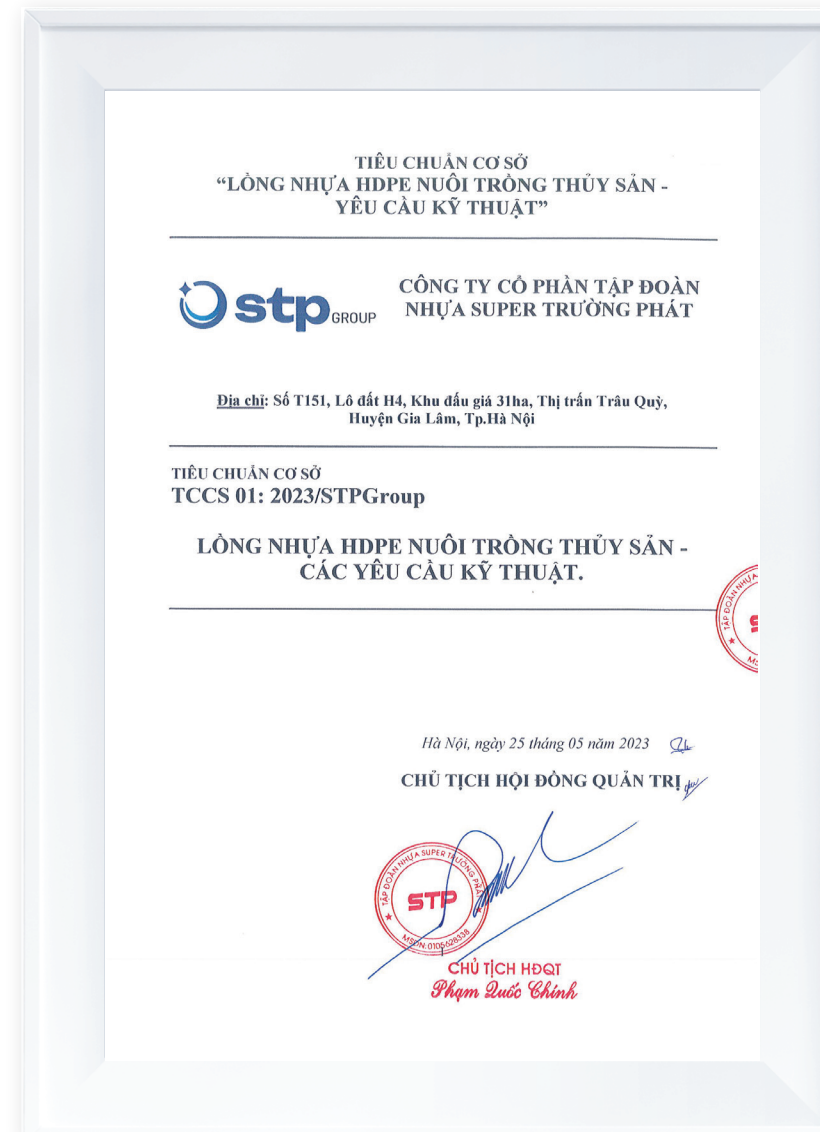 TIÊU CHUẨN CƠ SỞ
“LỒNG NHỰA HDPE NUÔI TRỒNG THỦY SẢN -
YÊU CẦU KỸ THUẬT”
stp GROUP
CÔNG TY CỔ PHẦN TẬP ĐOÀN
NHỰA SUPER TRƯỜNG PHÁT
Địa chỉ: Số T151, Lô đất H4, Khu đấu giá 31ha, Thị trấn Trâu Quỳ,
Huyện Gia Lâm, Tp.Hà Nội
TIÊU CHUẨN CƠ SỞ
TCCS 01: 2023/STPGroup
LỒNG NHỰA HDPE NUÔI TRỒNG THỦY SẢN -
CÁC YÊU CẦU KỸ THUẬT.
TẬP ĐOÀN NHỰA
Hà Nội, ngày 25 tháng 05 năm 2023
CHỦ TỊCH HỘI ĐỒNG QUẢN TRỊ
TẬP ĐOÀN NHỰA SUPER TRƯỜNG PHÁT
STP
MSDN: 0105628338
CHỦ TỊCH HĐQT
Phạm Quốc Chính